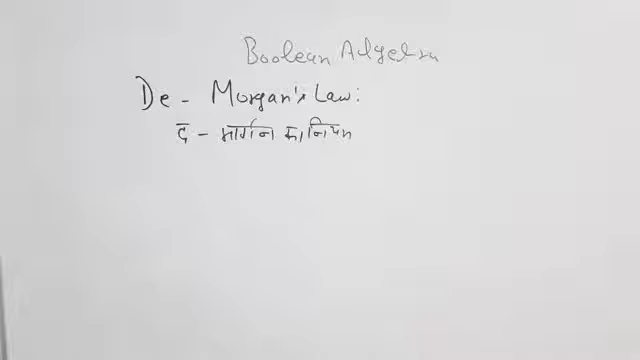 Boolean Algebra
De - Morgan's Law:
द - मार्गन का नियम